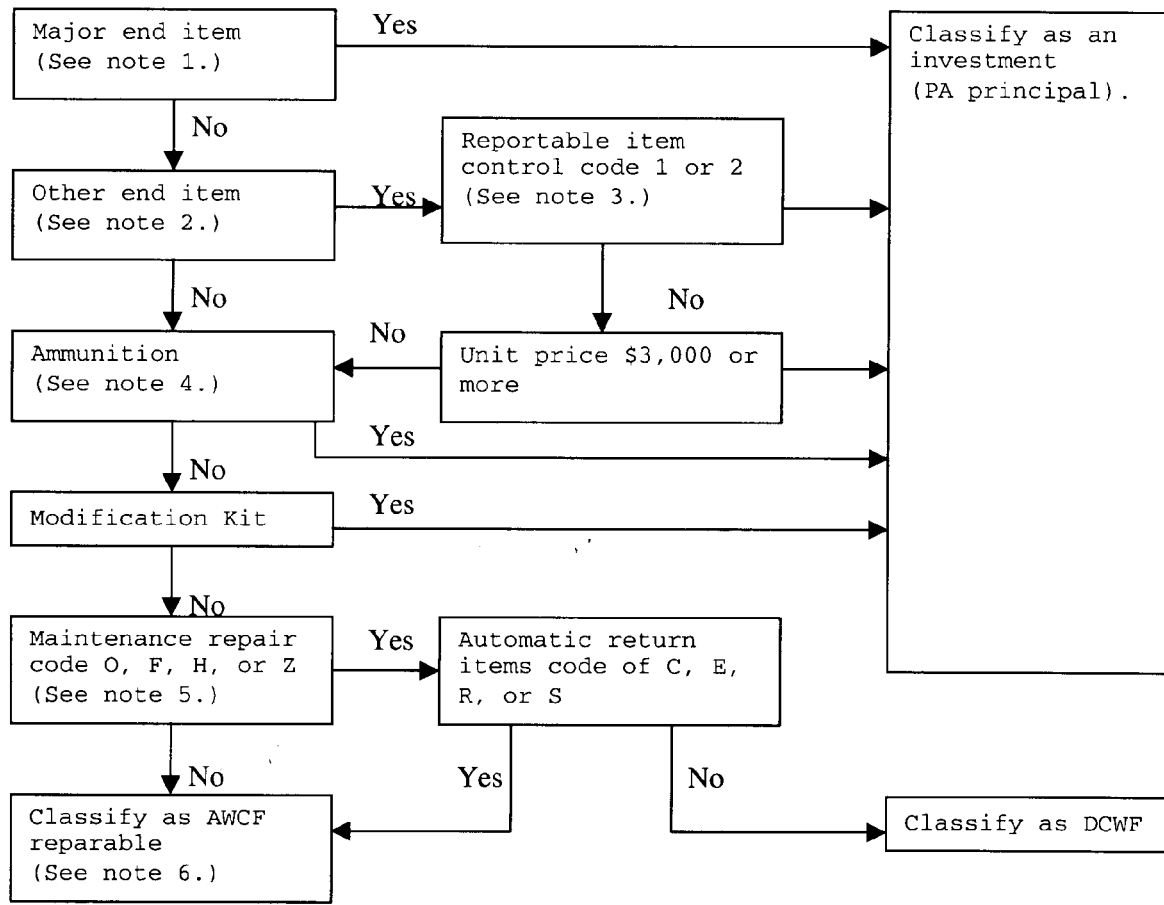 Major end item
(See note 1.)
Yes
Classify as an
investment
(PA principal).
No
Reportable item
control code 1 or 2
(See note 3.)
Other end item
(See note 2.)
Yes
No
No
No
Ammunition
(See note 4.)
Unit price $3,000 or
more
Yes
No
Modification Kit
Yes
No
Maintenance repair
code O, F, H, or Z
(See note 5.)
Yes
Automatic return
items code of C, E,
R, or S
No
Yes
No
Classify as AWCF
reparable
(See note 6.)
Classify as DCWF